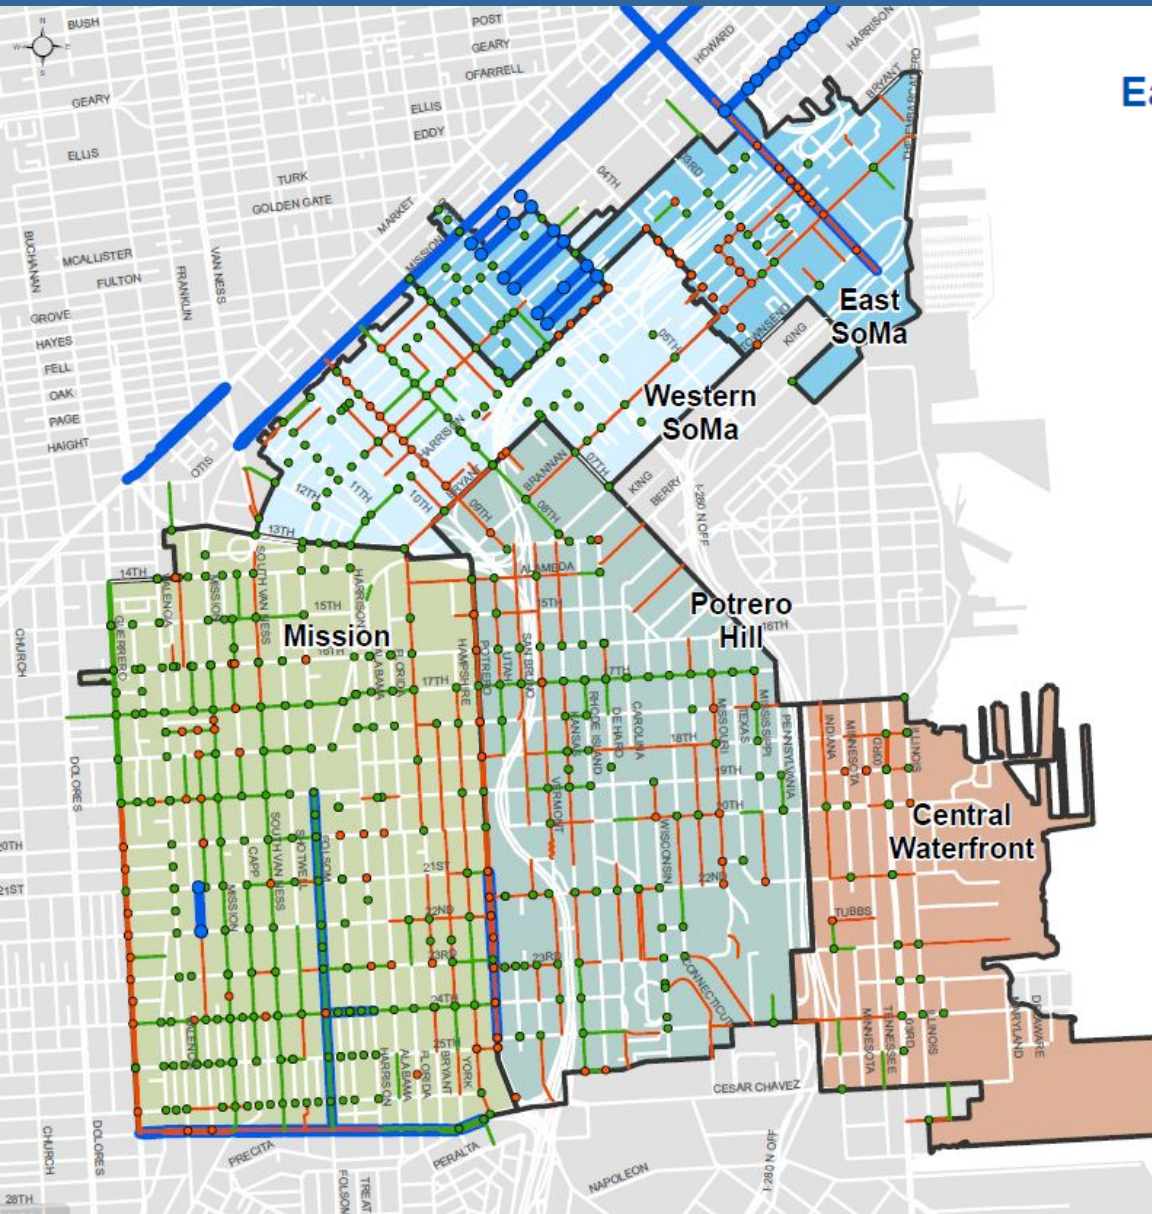 N
W
E
S
BUSH
POST
GEARY
OFARRELL
HOWARD
HARRISON
Ea
GEARY
ELLIS
EDDY
BRYANT
THE EMBARCADERO
ELLIS
TURK
GOLDEN GATE
04TH
03RD
MARKET
MISSION
BUCHANAN
MCALLISTER
FULTON
FRANKLIN
VAN NESS
GROVE
HAYES
FELL
OAK
PAGE
HAIGHT
East
SoMa
TOWNSEND
KING
05TH
Western
SoMa
OTIS
HARRISON
BRYANT
BRANNAN
07TH
KING
BERRY
I-280 N OFF
12TH
11TH
10TH
09TH
08TH
13TH
14TH
ALAMEDA
VALENCIA
MISSION
SOUTH VAN NESS
HARRISON
15TH
15TH
Potrero
Hill
16TH
CHURCH
GUERRERO
Mission
16TH
ALABAMA
FLORIDA
HAMPSHIRE
POTRERO
UTAH
SAN BRUNO
17TH
17TH
KANSAS
RHODE ISLAND
DE HARO
CAROLINA
MISSOURI
TEXAS
MISSISSIPPI
PENNSYLVANIA
INDIANA
MINNESOTA
03RD
ILLINOIS
18TH
19TH
DOLORES
VERMONT
20TH
Central
Waterfront
WISCONSIN
20TH
21ST
CAPP
SOUTH VAN NESS
SHOTWELL
FOLSOM
21ST
22ND
MISSION
22ND
TUBBS
23RD
23RD
CONNECTICUT
24TH
25TH
VALENCIA
HARRISON
ALABAMA
FLORIDA
BRYANT
YORK
MINNESOTA
TENNESSEE
03RD
ILLINOIS
MARYLAND
DELAWARE
CESAR CHAVEZ
CHURCH
DOLORES
PRECITA
PERALTA
I-280 N OFF
NAPOLEON
FOLSOM
TREAT
28TH